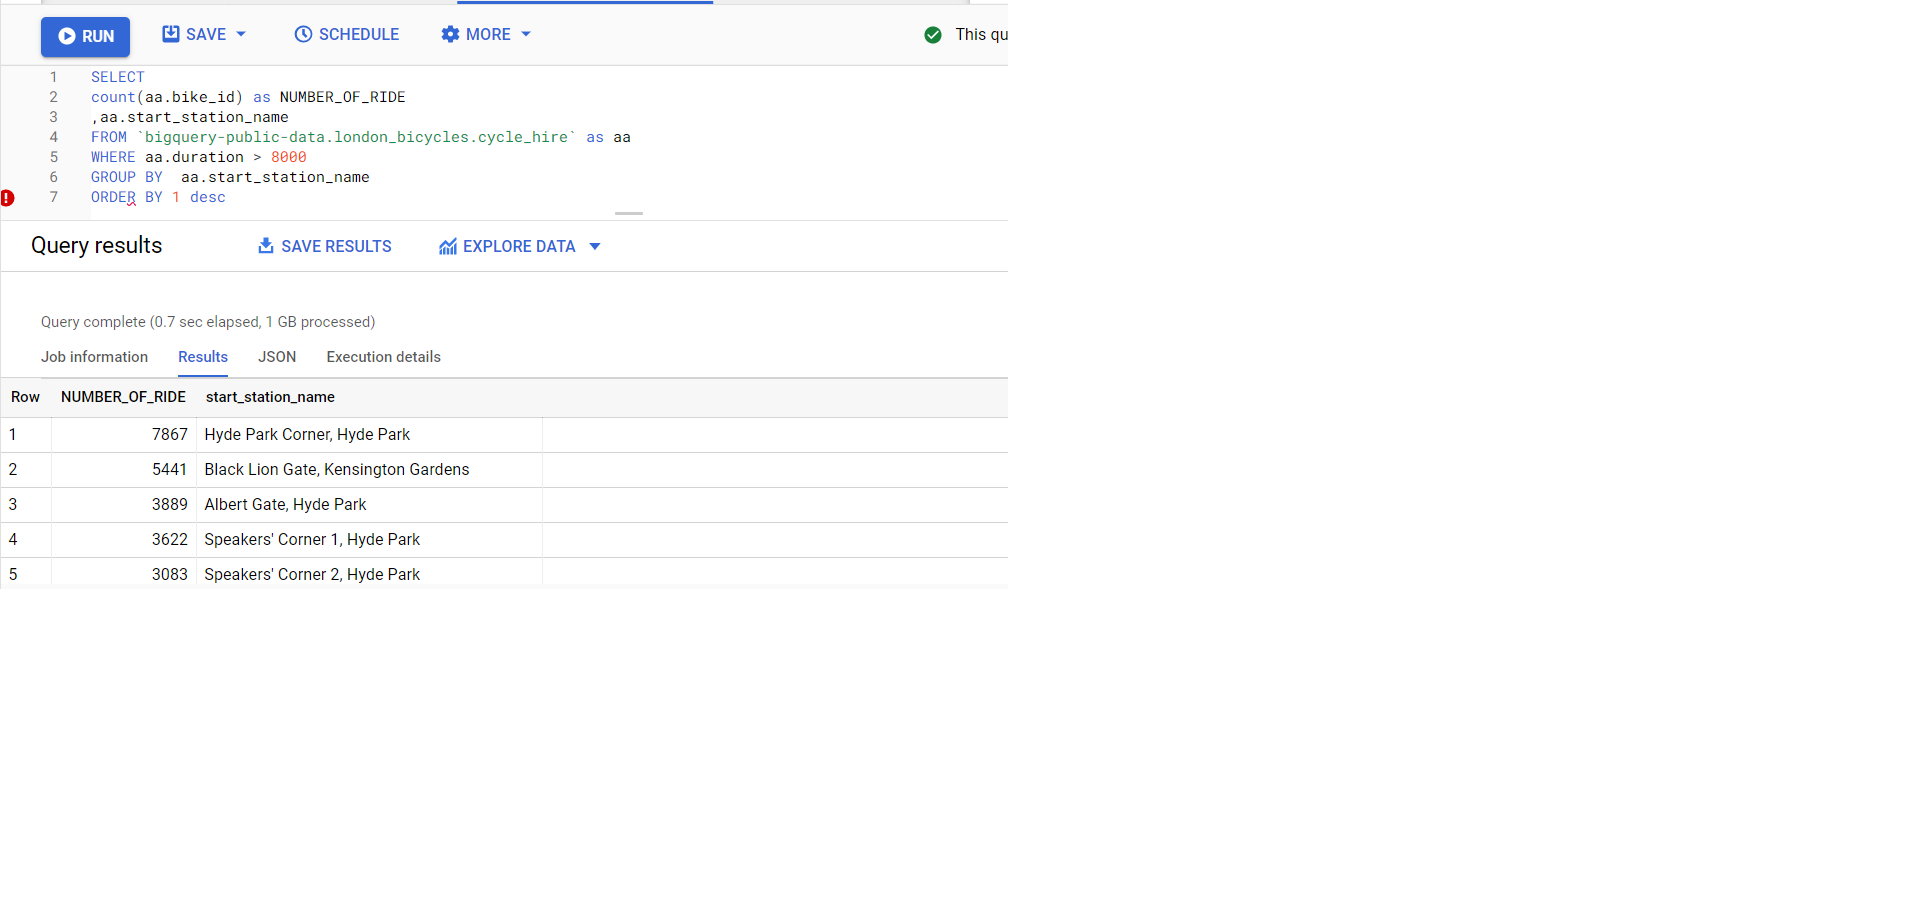 RUN SAVE SCHEDULE MORE This qu
1 SELECT
2 count(aa.bike_id) as NUMBER_OF_RIDE
3 ,aa.start_station_name
4 FROM `bigquery-public-data.london_bicycles.cycle_hire` as aa
5 WHERE aa.duration > 8000
6 GROUP BY  aa.start_station_name
7 ORDER BY 1 desc
Query results SAVE RESULTS EXPLORE DATA
Query complete (0.7 sec elapsed, 1 GB processed)
Job information Results JSON Execution details
Row NUMBER_OF_RIDE start_station_name
1 7867 Hyde Park Corner, Hyde Park
2 5441 Black Lion Gate, Kensington Gardens
3 3889 Albert Gate, Hyde Park
4 3622 Speakers' Corner 1, Hyde Park
5 3083 Speakers' Corner 2, Hyde Park